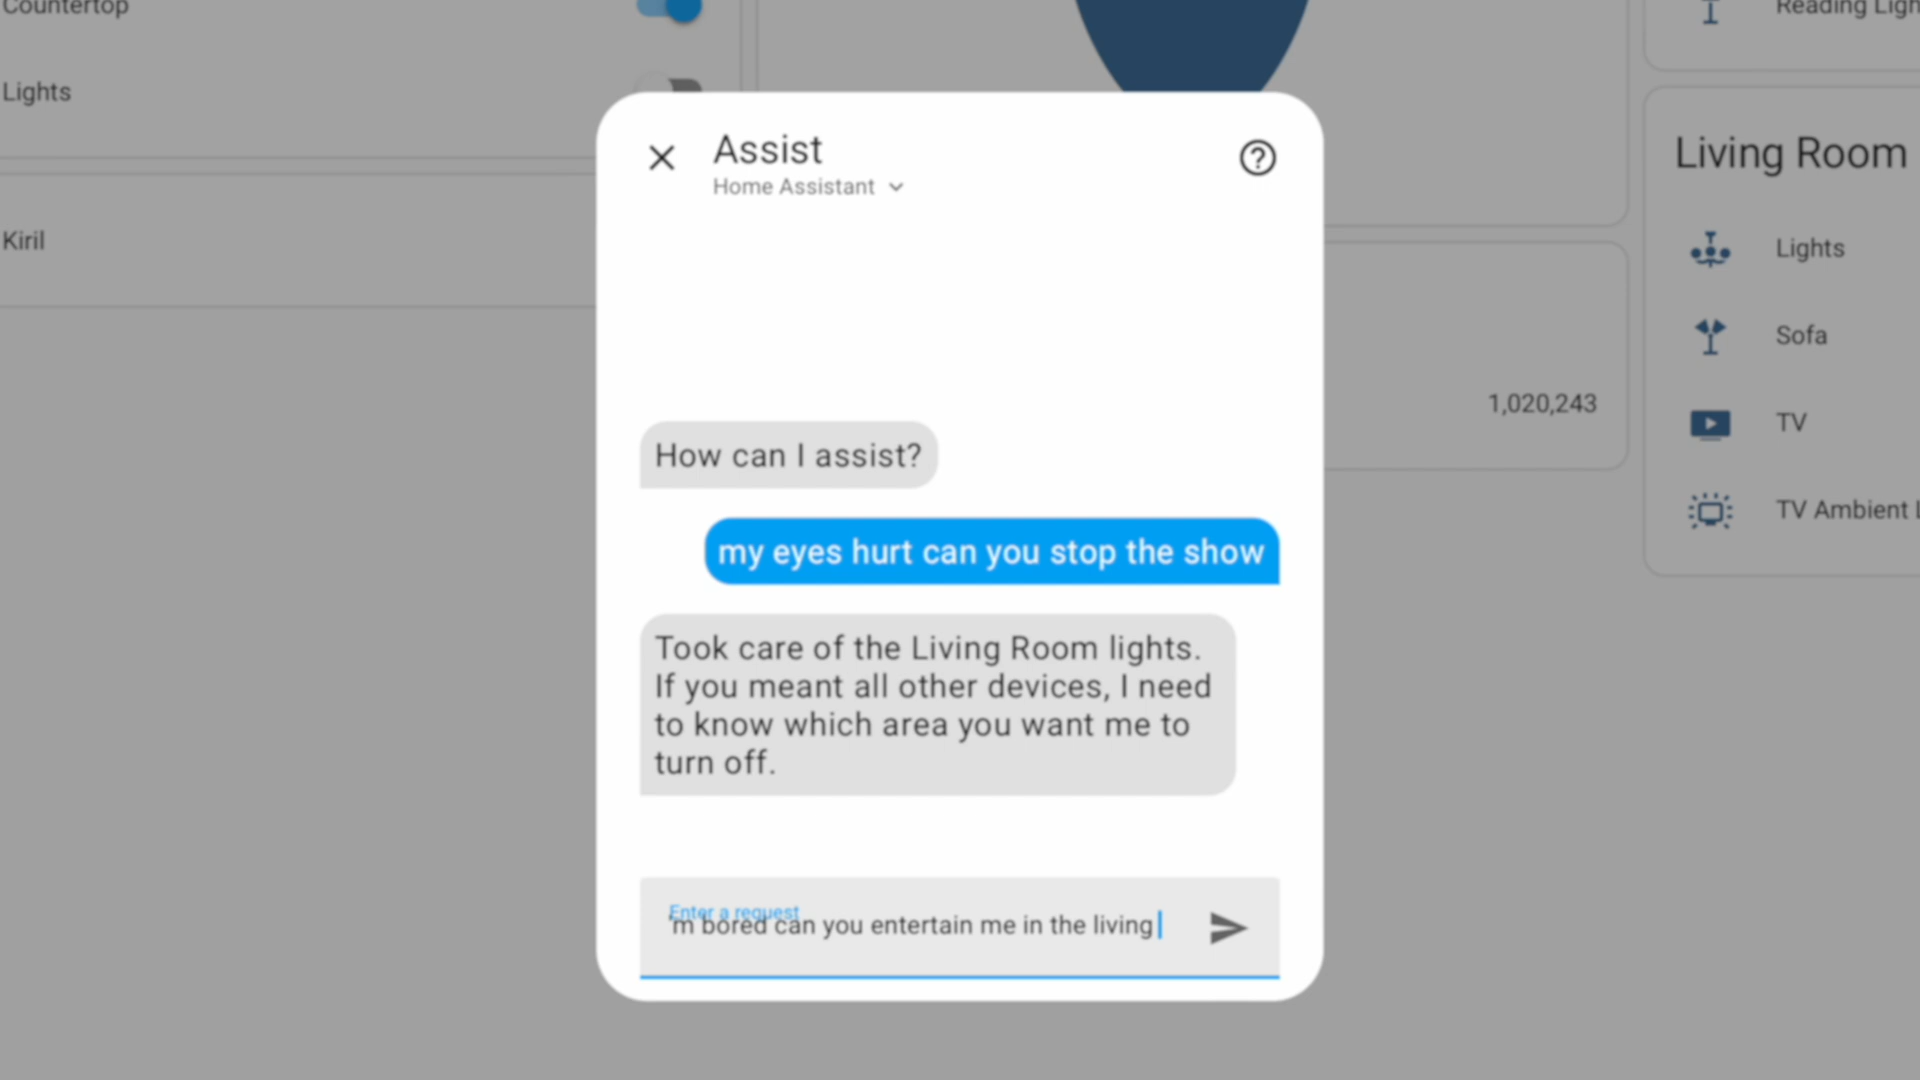 Countertop
Lights
Kiril
Assist
Home Assistant
How can I assist?
my eyes hurt can you stop the show
Took care of the Living Room lights.
If you meant all other devices, I need
to know which area you want me to
turn off.
Enter a request
'm bored can you entertain me in the living
1,020,243
Reading Ligh
Living Room
Lights
Sofa
TV
TV Ambient L